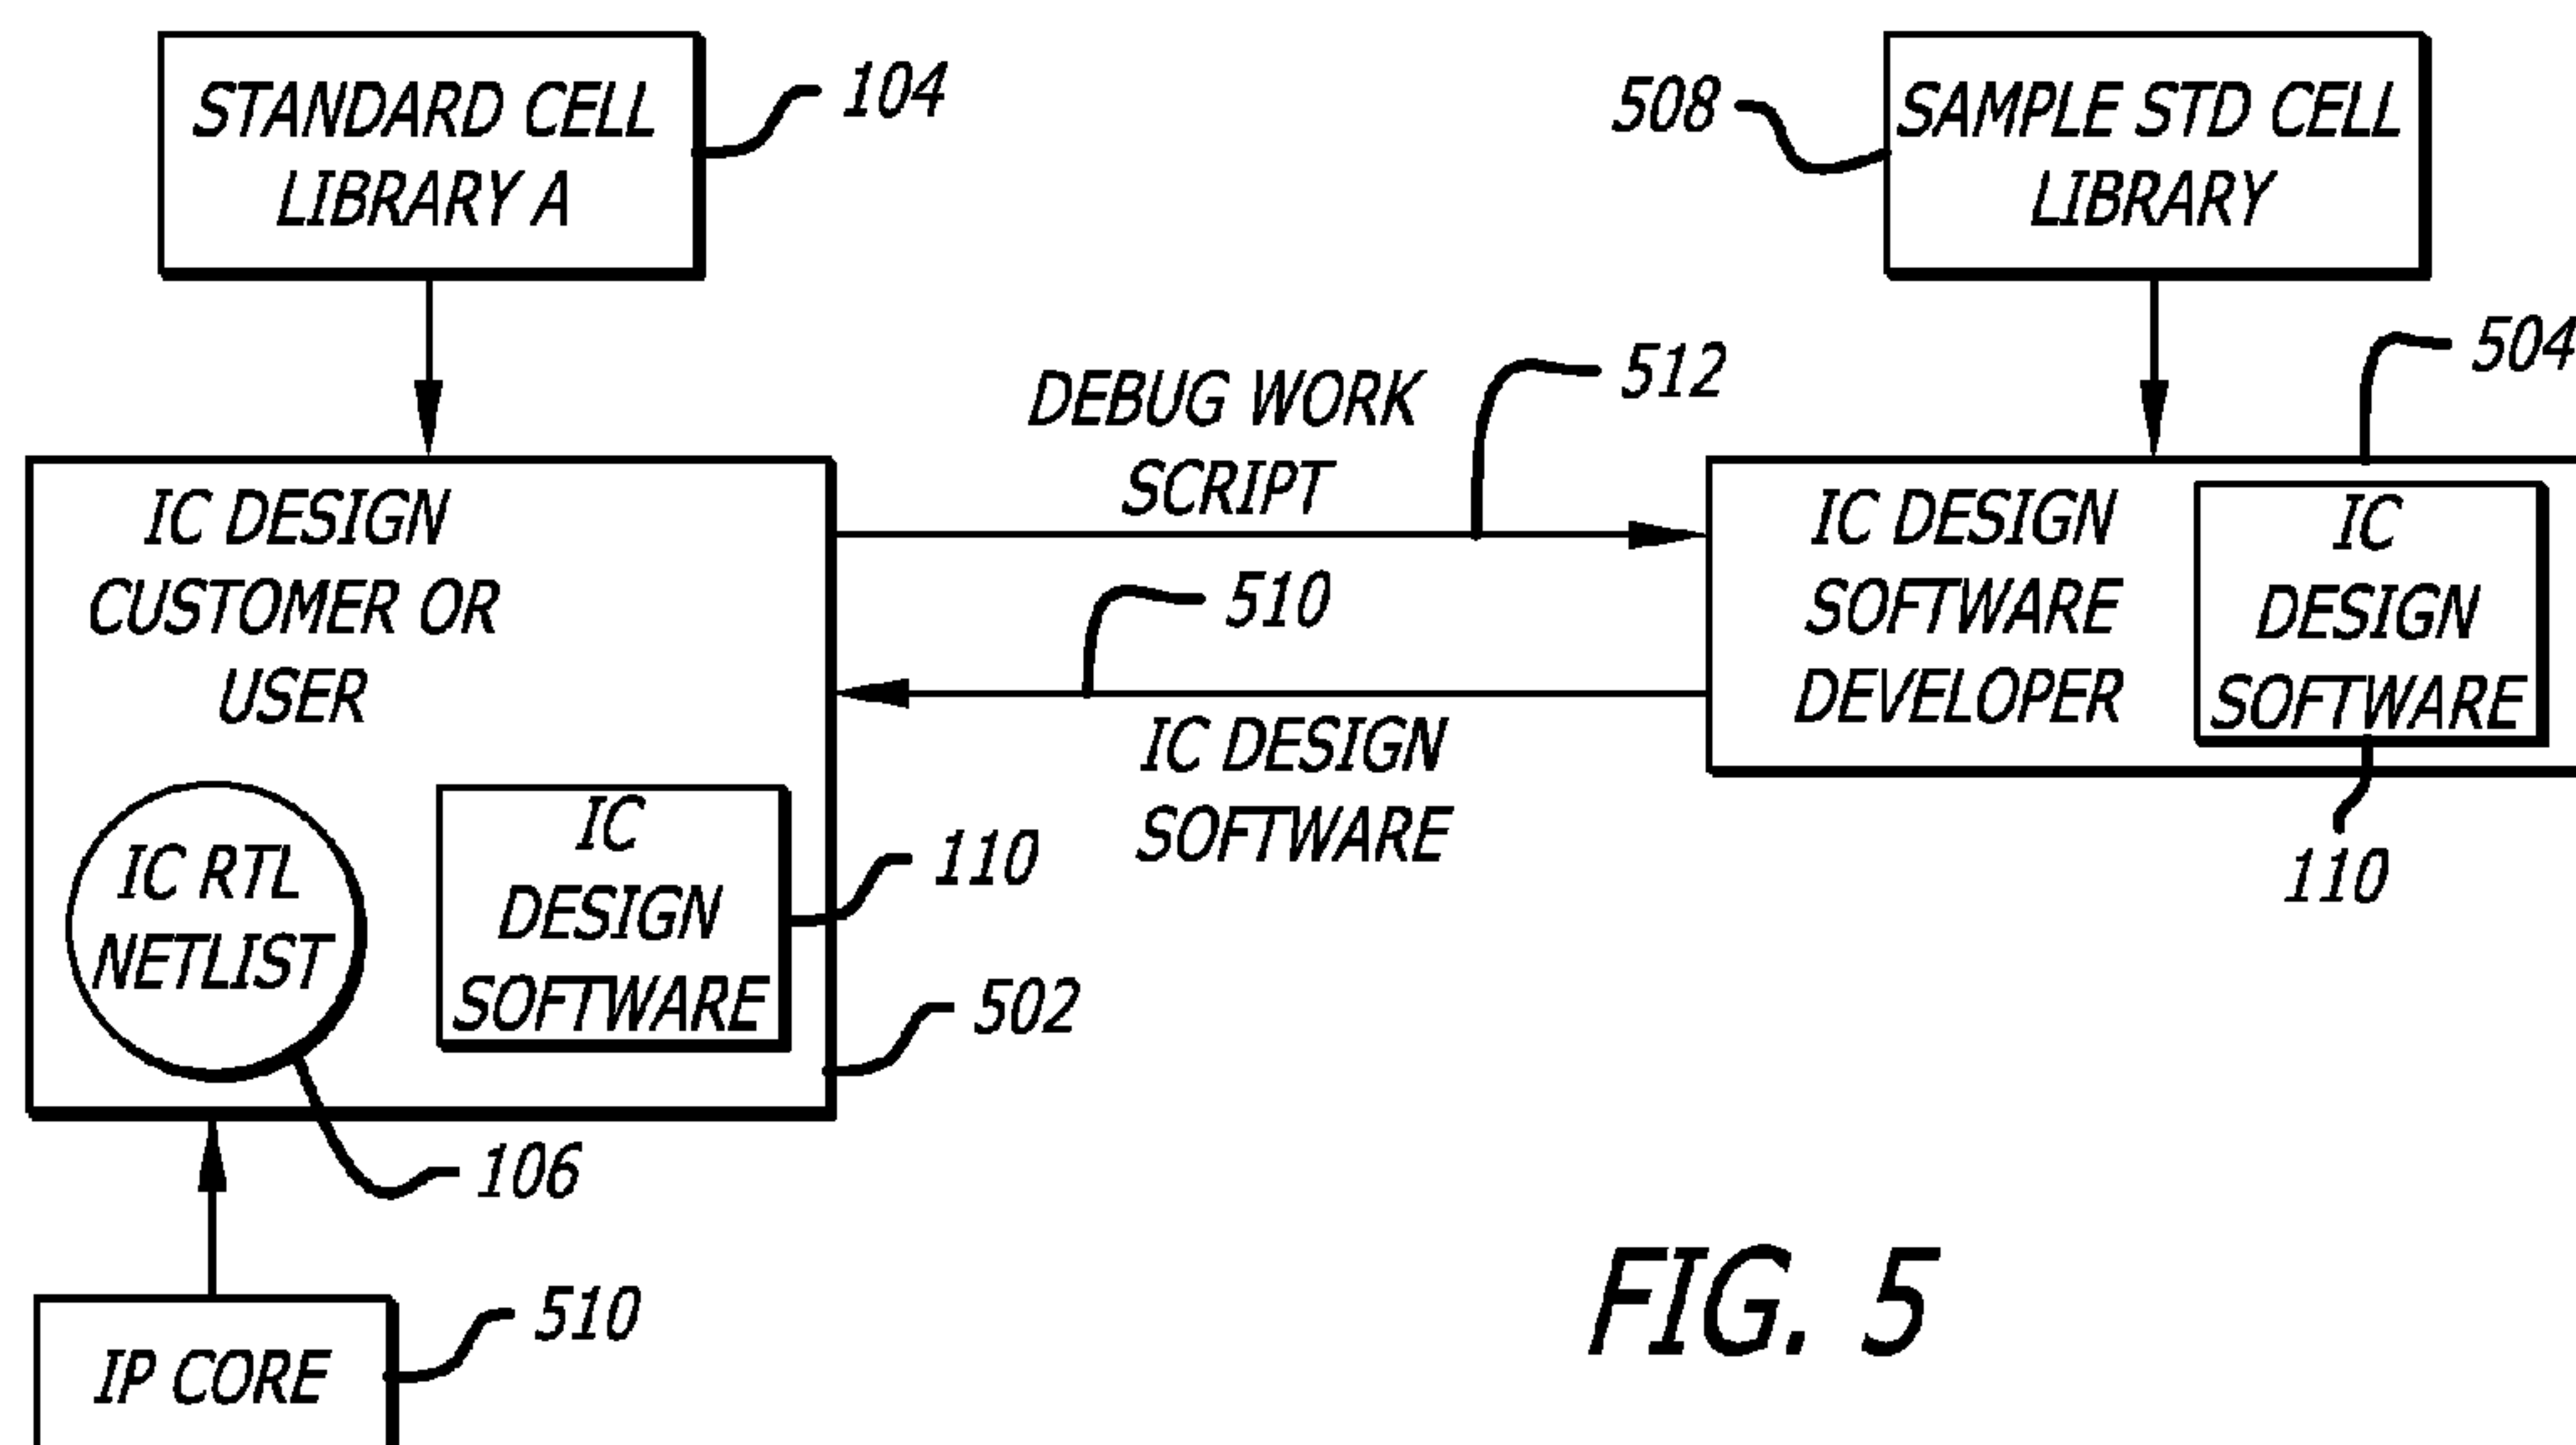 STANDARD CELL
LIBRARY A
104
508
SAMPLE STD CELL
LIBRARY
504
512
DEBUG WORK
SCRIPT
510
IC DESIGN
SOFTWARE
IC DESIGN
CUSTOMER OR
USER
IC RTL
NETLIST
IC
DESIGN
SOFTWARE
110
502
106
IC DESIGN
SOFTWARE
DEVELOPER
IC
DESIGN
SOFTWARE
110
510
IP CORE
FIG. 5